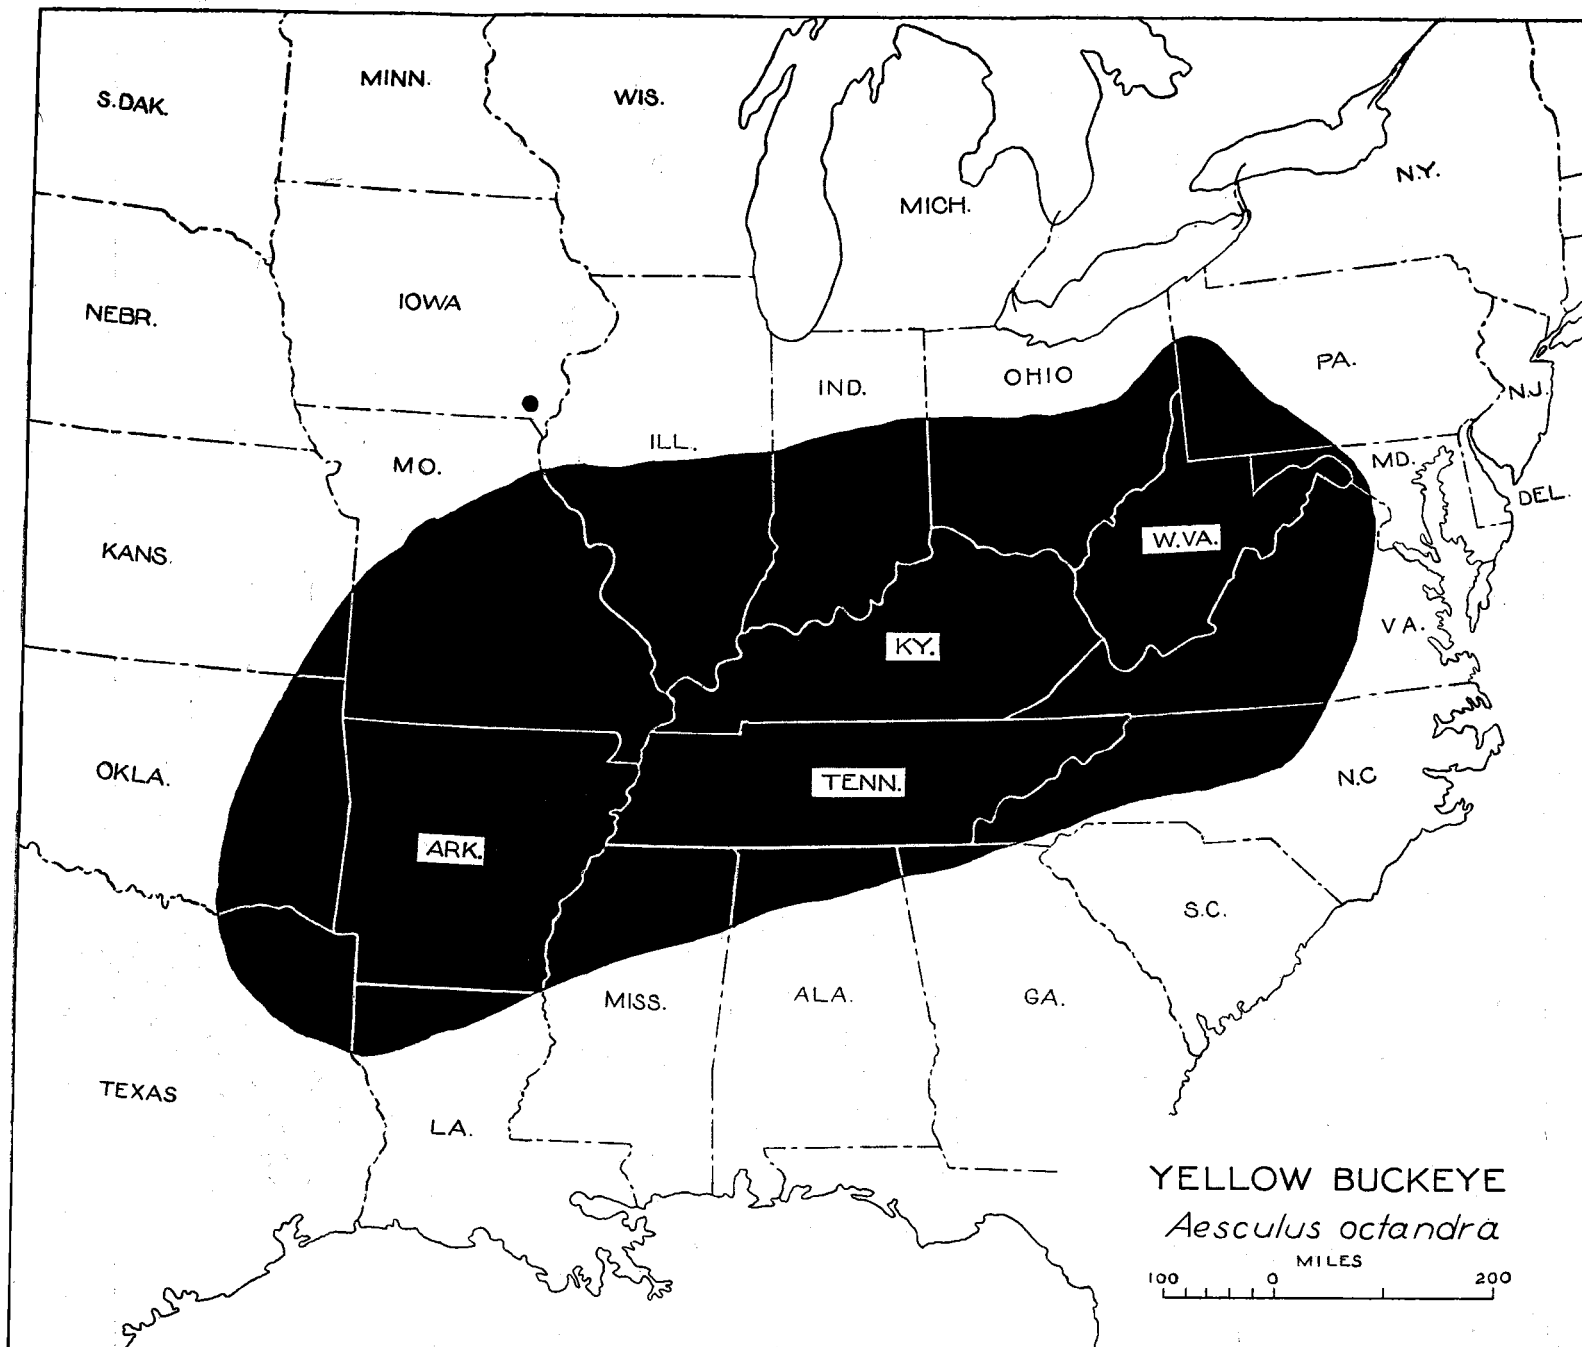 S.DAK.
MINN.
WIS.
MICH.
N.Y.
NEBR.
IOWA
IND.
OHIO
PA.
N.J.
ILL.
MO.
MD.
DEL.
KANS.
W.VA.
VA.
KY.
OKLA.
TENN.
N.C
ARK.
S.C.
MISS.
ALA.
GA.
TEXAS
LA.
YELLOW BUCKEYE
Aesculus octandra
MILES
100 0 200